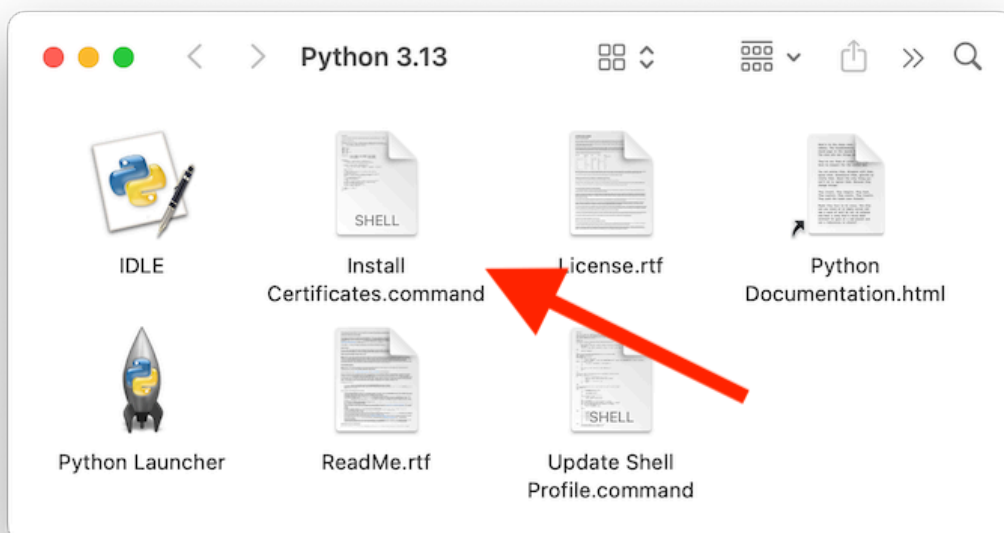 Python 3.13
SHELL
IDLE
Install
Certificates.command
License.rtf
Python
Documentation.html
SHELL
Python Launcher
ReadMe.rtf
Update Shell
Profile.command